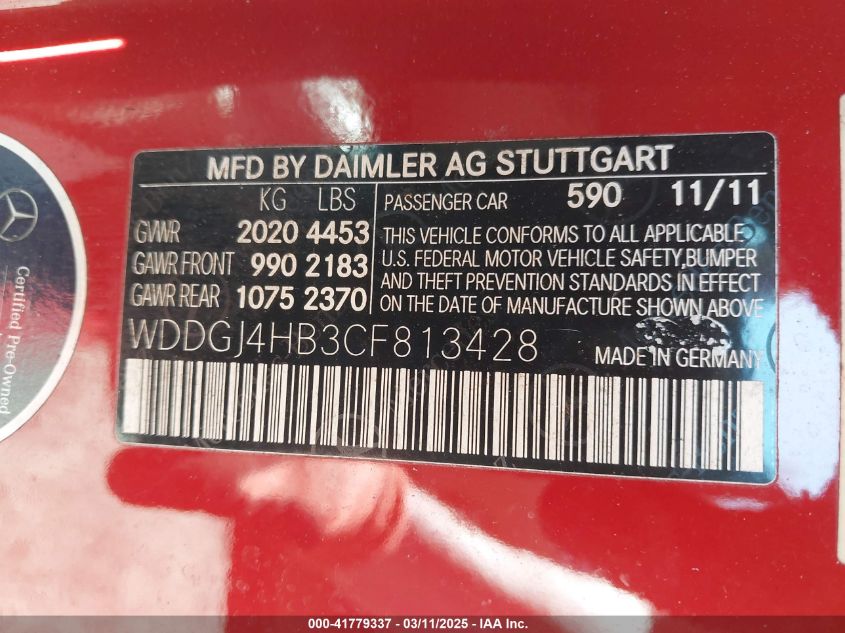 MFD BY DAIMLER AG STUTTGART
KG LBS
GVWR 2020 4453
GAWR FRONT 990 2183
GAWR REAR 1075 2370
PASSENGER CAR 590 11/11
THIS VEHICLE CONFORMS TO ALL APPLICABLE
U.S. FEDERAL MOTOR VEHICLE SAFETY, BUMPER
AND THEFT PREVENTION STANDARDS IN EFFECT
ON THE DATE OF MANUFACTURE SHOWN ABOVE
WDDGJ4HB3CF813428
MADE IN GERMANY
Certified Pre-Owned
000-41779337 - 03/11/2025 - IAA Inc.